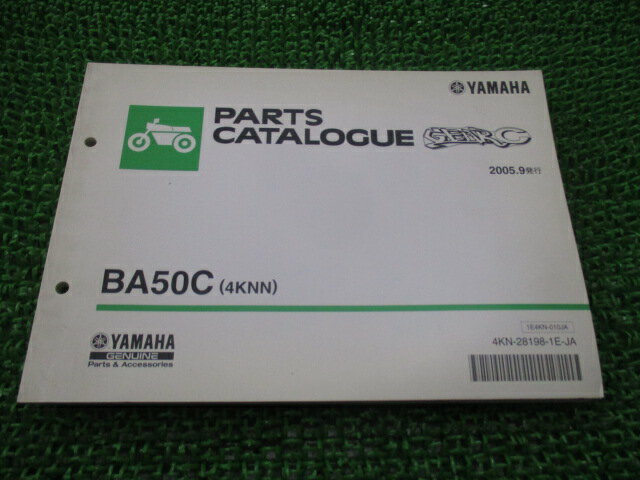 YAMAHA
PARTS
CATALOGUE
GEAR C
2005.9発行
BA50C (4KNN)
1E4KN-010JA
4KN-28198-1E-JA
YAMAHA
GENUINE
Parts & Accessories